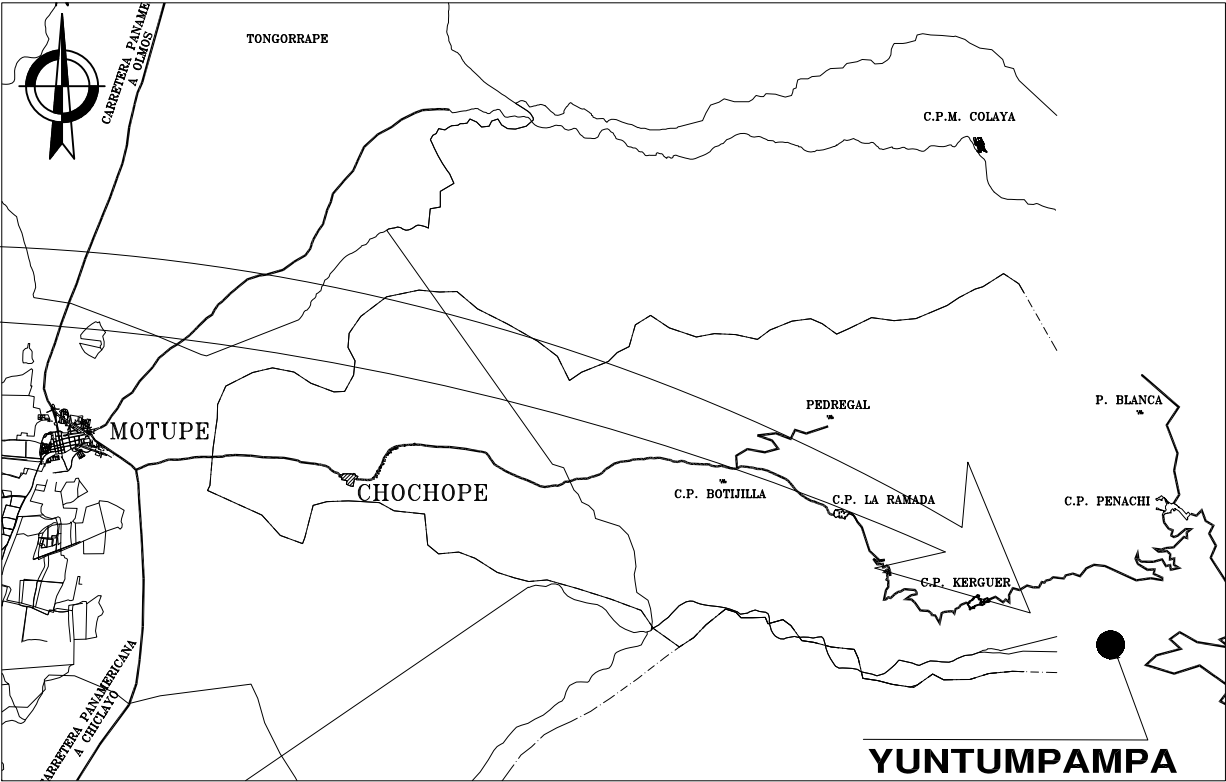 CARRETERA PANAME
A OLMOS
TONGORRAPE
C.P.M. COLAYA
PEDREGAL
P. BLANCA
MOTUPE
CHOCHOPE
C.P. BOTIJILLA
C.P. LA RAMADA
C.P. PENACHI
C.P. KERGUER
CARRETERA PANAMERICANA
A CHICLAYO
YUNTUMPAMPA